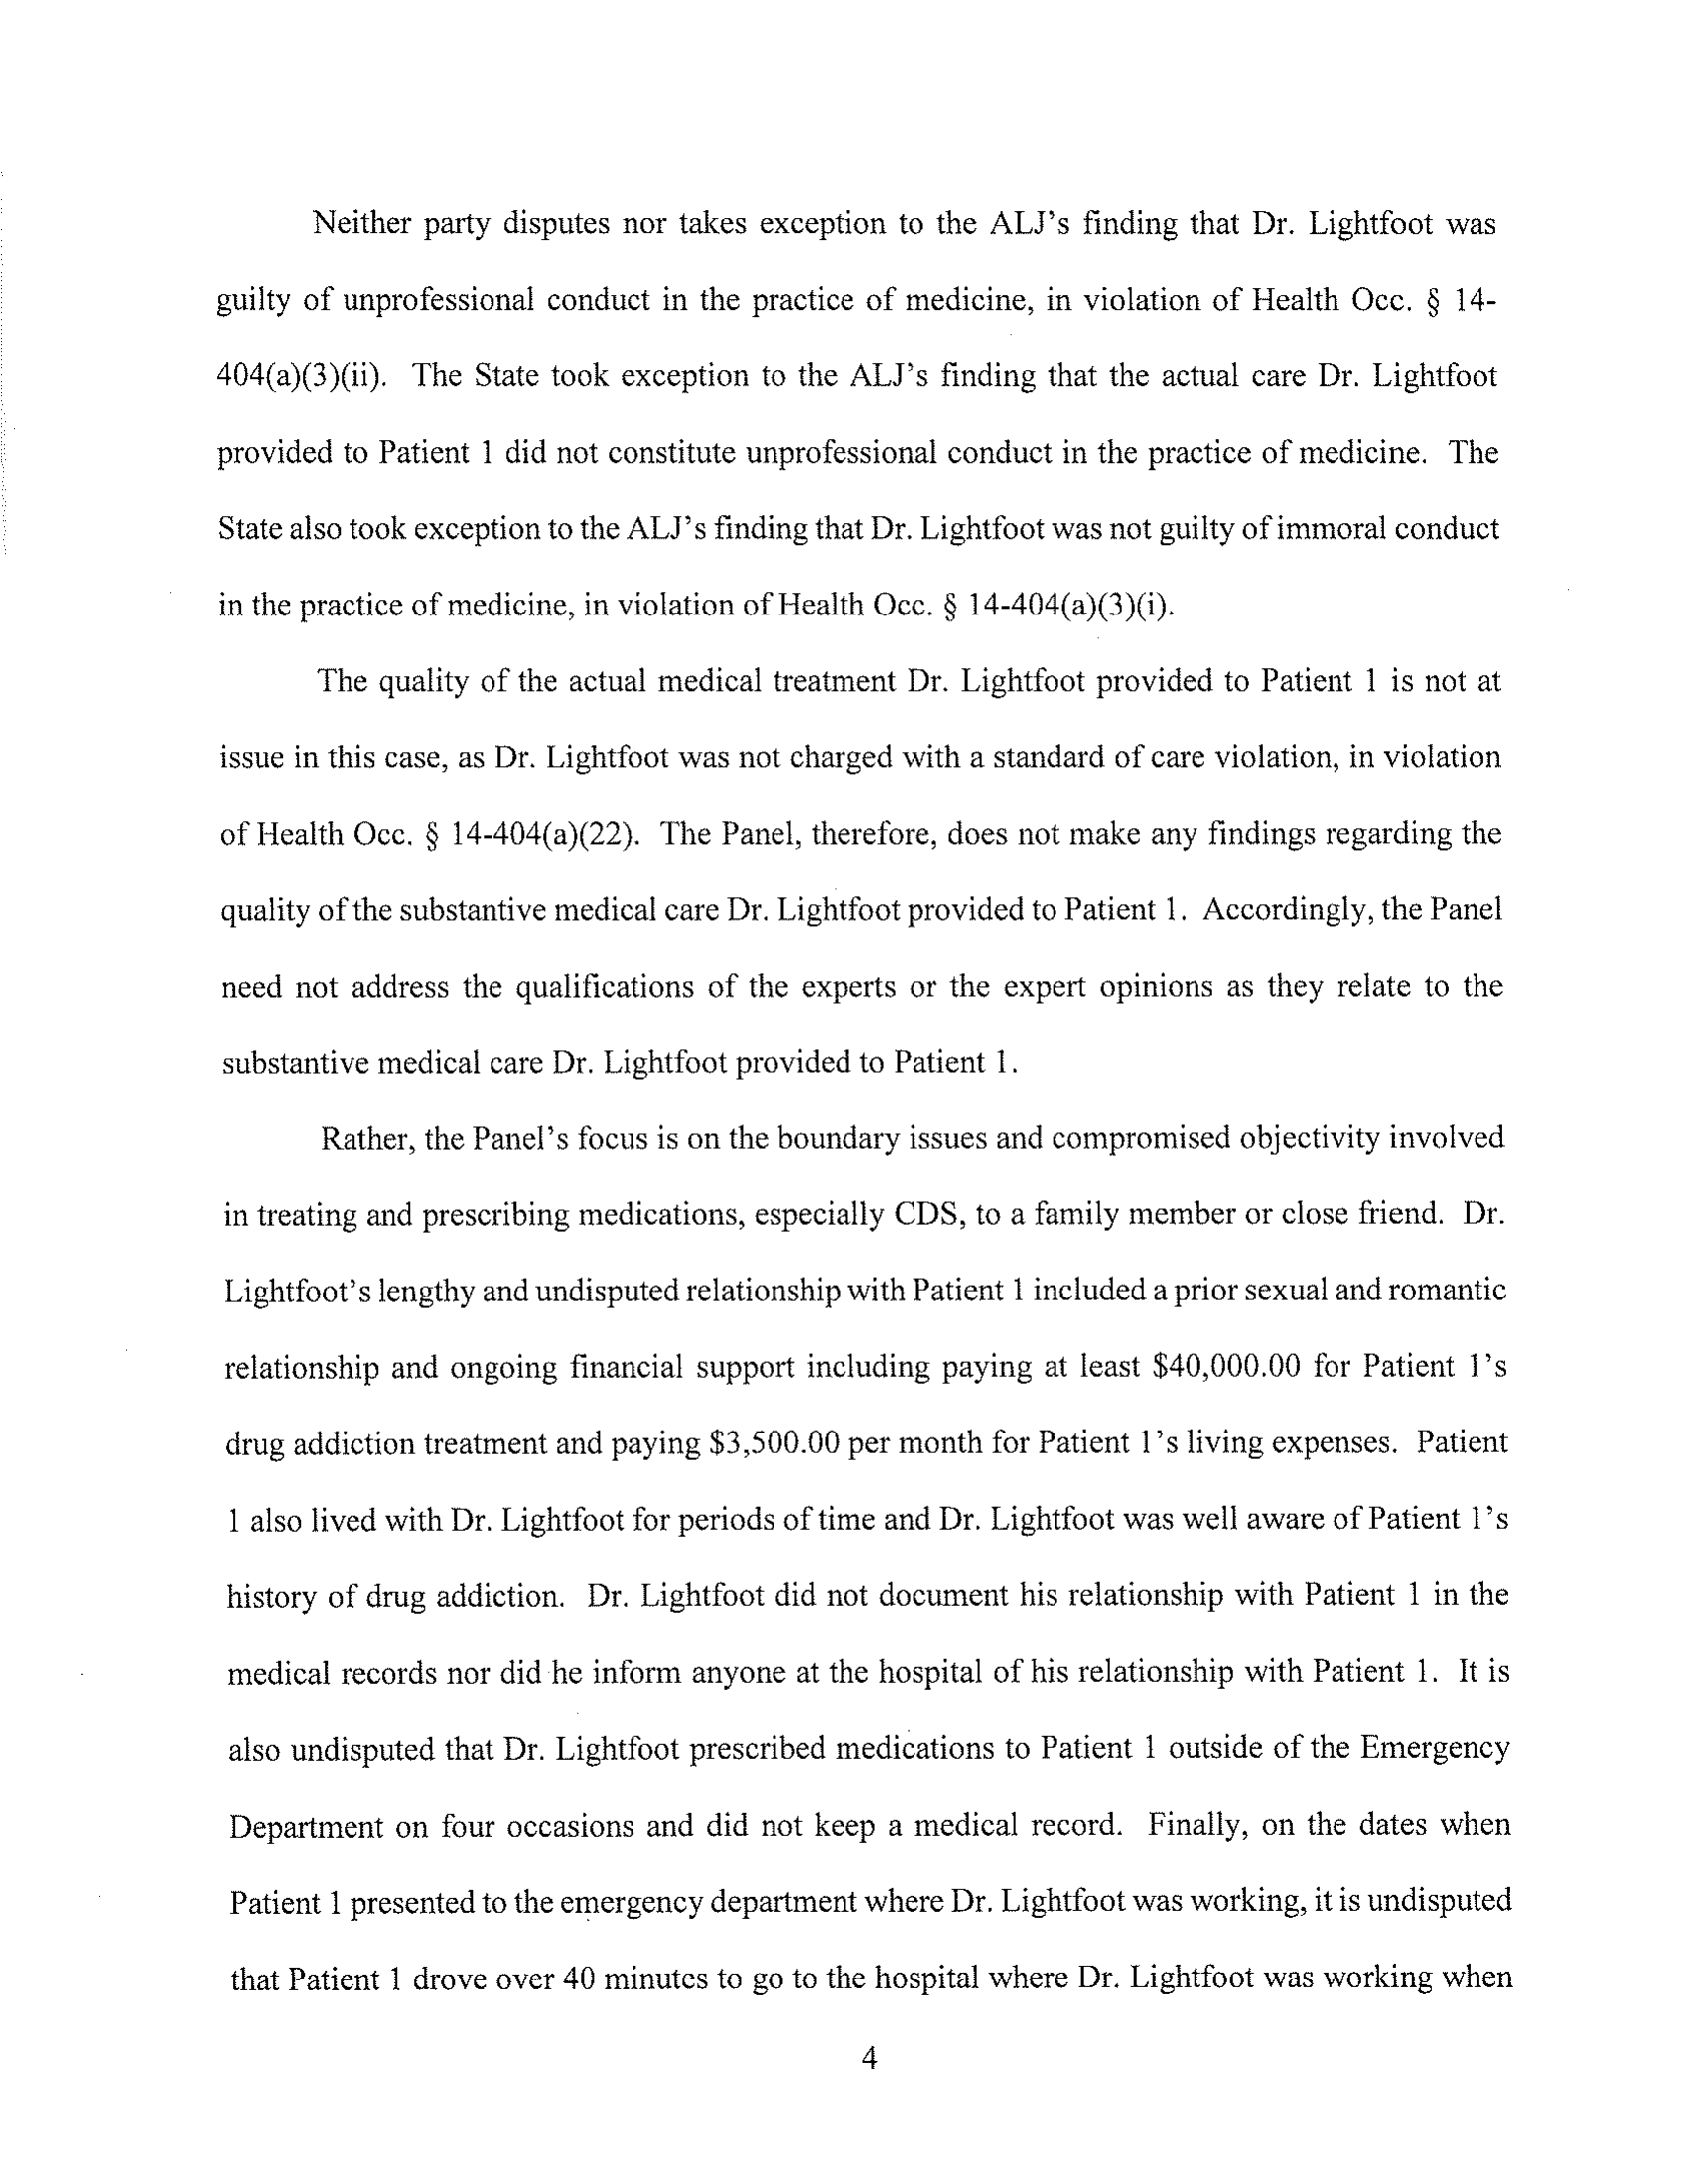 Neither party disputes nor takes exception to the ALJ's finding that Dr. Lightfoot was
guilty of unprofessional conduct in the practice of medicine, in violation of Health Occ. § 14-
404(a)(3)(ii). The State took exception to the ALJ's finding that the actual care Dr. Lightfoot
provided to Patient 1 did not constitute unprofessional conduct in the practice of medicine. The
State also took exception to the ALJ's finding that Dr. Lightfoot was not guilty of immoral conduct
in the practice of medicine, in violation of Health Occ. § 14-404(a)(3)(i).
The quality of the actual medical treatment Dr. Lightfoot provided to Patient 1 is not at
issue in this case, as Dr. Lightfoot was not charged with a standard of care violation, in violation
of Health Occ. § 14-404(a)(22). The Panel, therefore, does not make any findings regarding the
quality of the substantive medical care Dr. Lightfoot provided to Patient 1. Accordingly, the Panel
need not address the qualifications of the experts or the expert opinions as they relate to the
substantive medical care Dr. Lightfoot provided to Patient 1.
Rather, the Panel's focus is on the boundary issues and compromised objectivity involved
in treating and prescribing medications, especially CDS, to a family member or close friend. Dr.
Lightfoot's lengthy and undisputed relationship with Patient 1 included a prior sexual and romantic
relationship and ongoing financial support including paying at least $40,000.00 for Patient 1's
drug addiction treatment and paying $3,500.00 per month for Patient 1's living expenses. Patient
1 also lived with Dr. Lightfoot for periods of time and Dr. Lightfoot was well aware of Patient 1's
history of drug addiction. Dr. Lightfoot did not document his relationship with Patient 1 in the
medical records nor did he inform anyone at the hospital of his relationship with Patient 1. It is
also undisputed that Dr. Lightfoot prescribed medications to Patient 1 outside of the Emergency
Department on four occasions and did not keep a medical record. Finally, on the dates when
Patient 1 presented to the emergency department where Dr. Lightfoot was working, it is undisputed
that Patient 1 drove over 40 minutes to go to the hospital where Dr. Lightfoot was working when
4